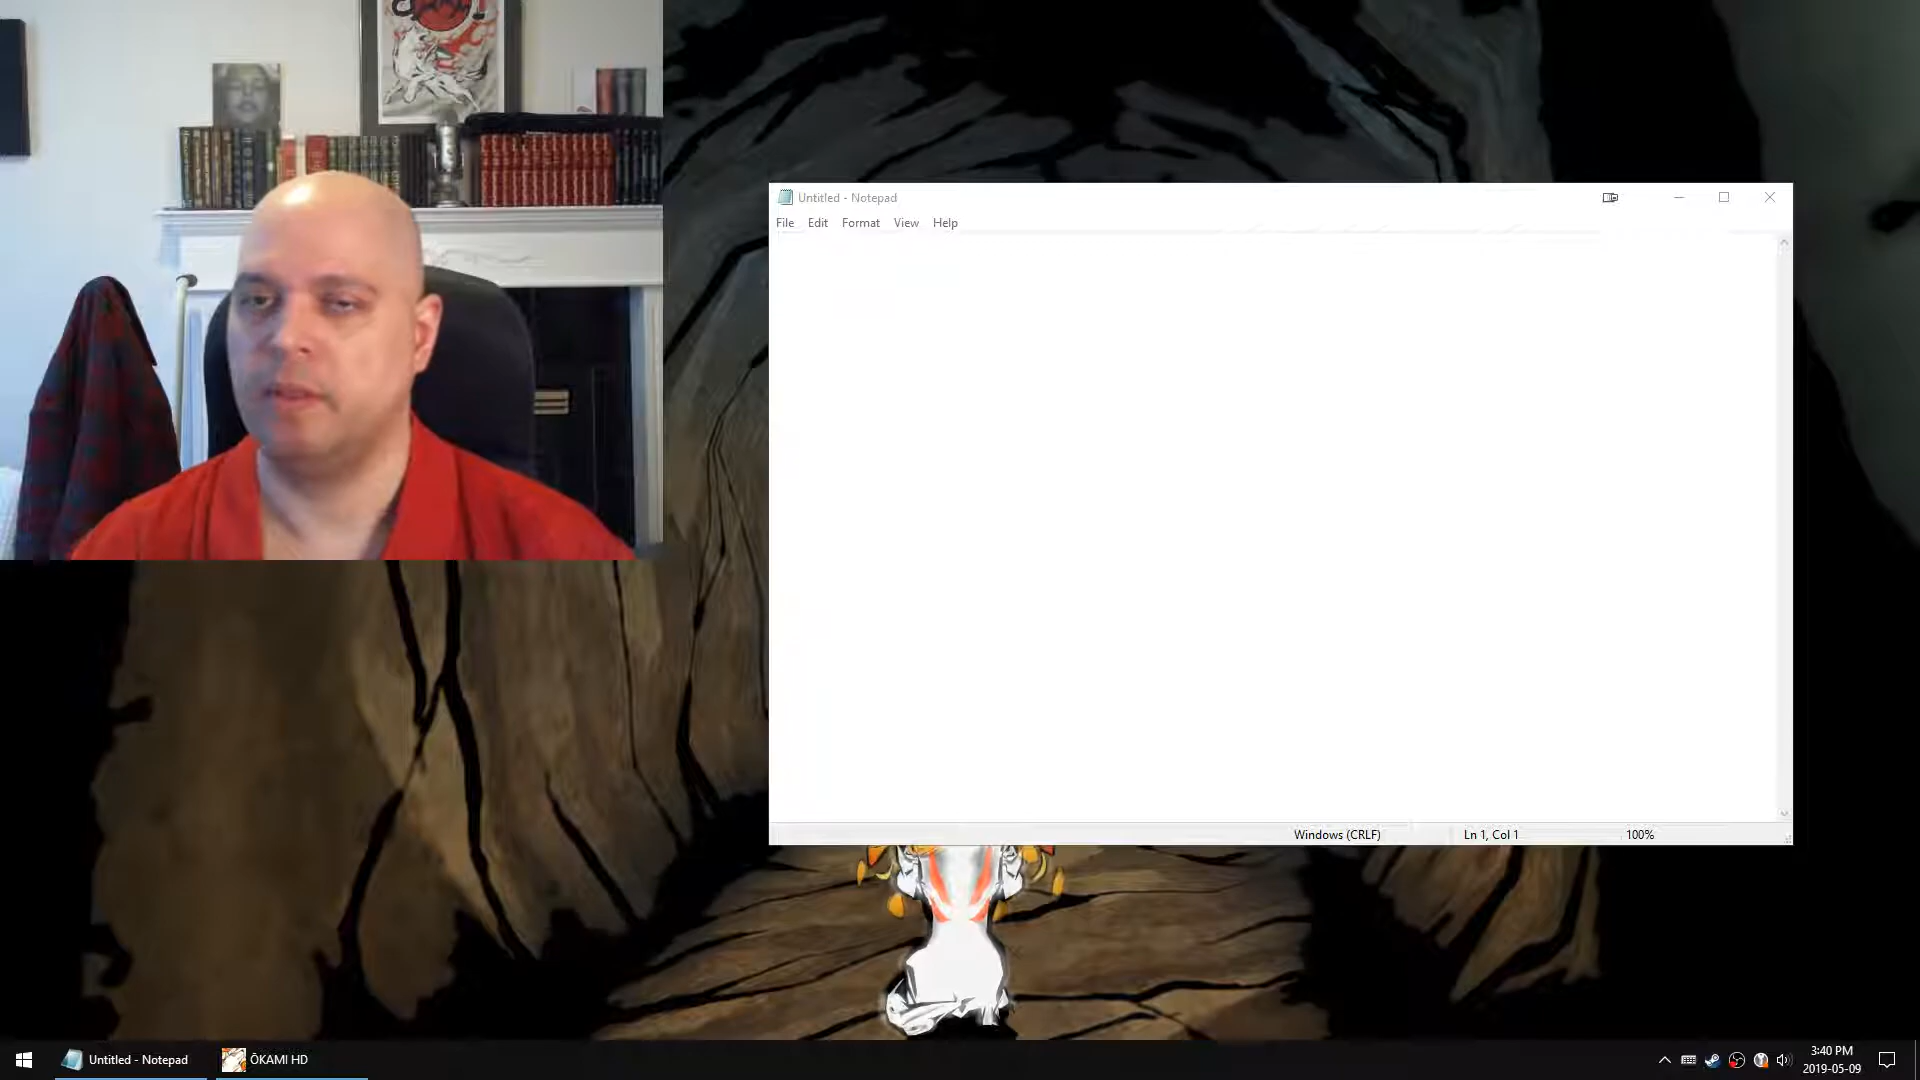 Untitled - Notepad
File Edit Format View Help
Windows (CRLF) Ln 1, Col 1 100%
Untitled - Notepad ŌKAMI HD 3:40 PM
2019-05-09